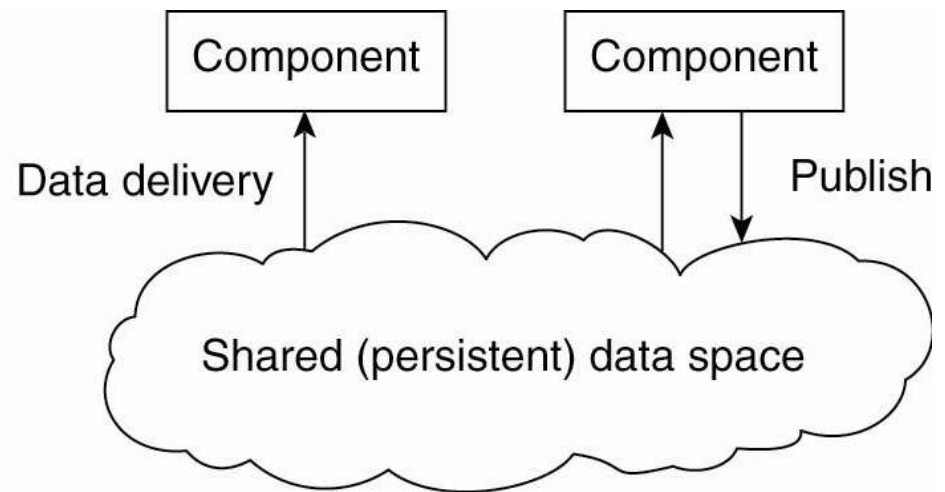 Component
Component
Data delivery
Publish
Shared (persistent) data space